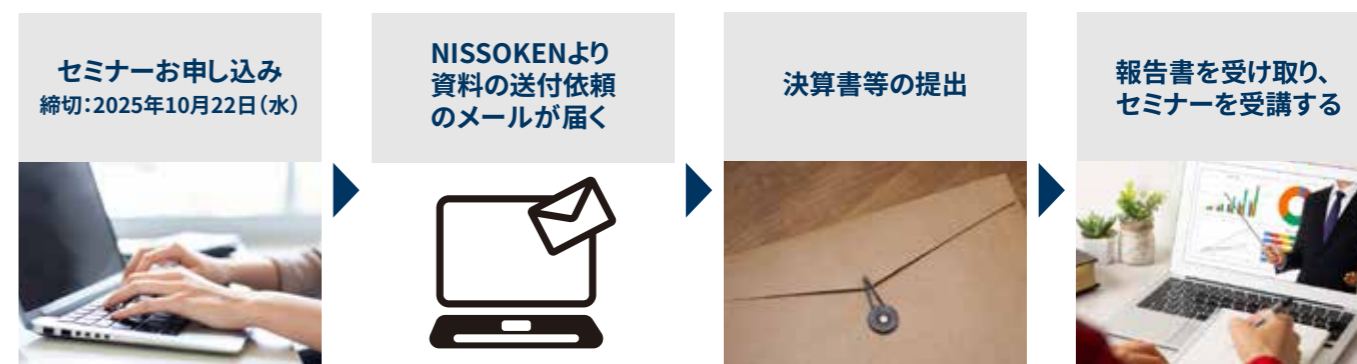 セミナーお申し込み
締切：2025年10月22日（水）
NISSOKENより
資料の送付依頼
のメールが届く
決算書等の提出
報告書を受け取り、
セミナーを受講する